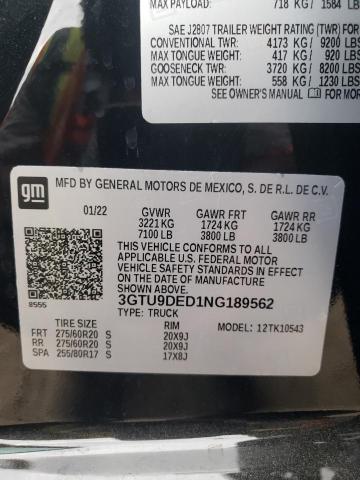 MAX PAYLOAD: 718 KG / 1584 LB
SAE J2807 TRAILER WEIGHT RATING (TWR) FOR
CONVENTIONAL TWR: 4173 KG / 9200 LBS
MAX TONGUE WEIGHT: 417 KG / 920 LBS
GOOSENECK TWR: 3720 KG / 8200 LBS
MAX TONGUE WEIGHT: 558 KG / 1230 LBS
SEE OWNER'S MANUAL FOR MORE
gm
MFD BY GENERAL MOTORS DE MEXICO, S. DE R.L. DE C.V.
01/22 GVWR GAWR FRT GAWR RR
3221 KG 1724 KG 1724 KG
7100 LB 3800 LB 3800 LB
THIS VEHICLE CONFORMS TO ALL
APPLICABLE U.S. FEDERAL MOTOR VEHICLE
SAFETY, BUMPER, AND THEFT PREVENTION
STANDARDS IN EFFECT ON THE DATE OF
MANUFACTURE SHOWN ABOVE.
8555
3GTU9DED1NG189562
TYPE: TRUCK
TIRE SIZE RIM MODEL: 12TK10543
FRT 275/60R20 S 20X9J
RR 275/60R20 S 20X9J
SPA 255/80R17 S 17X8J